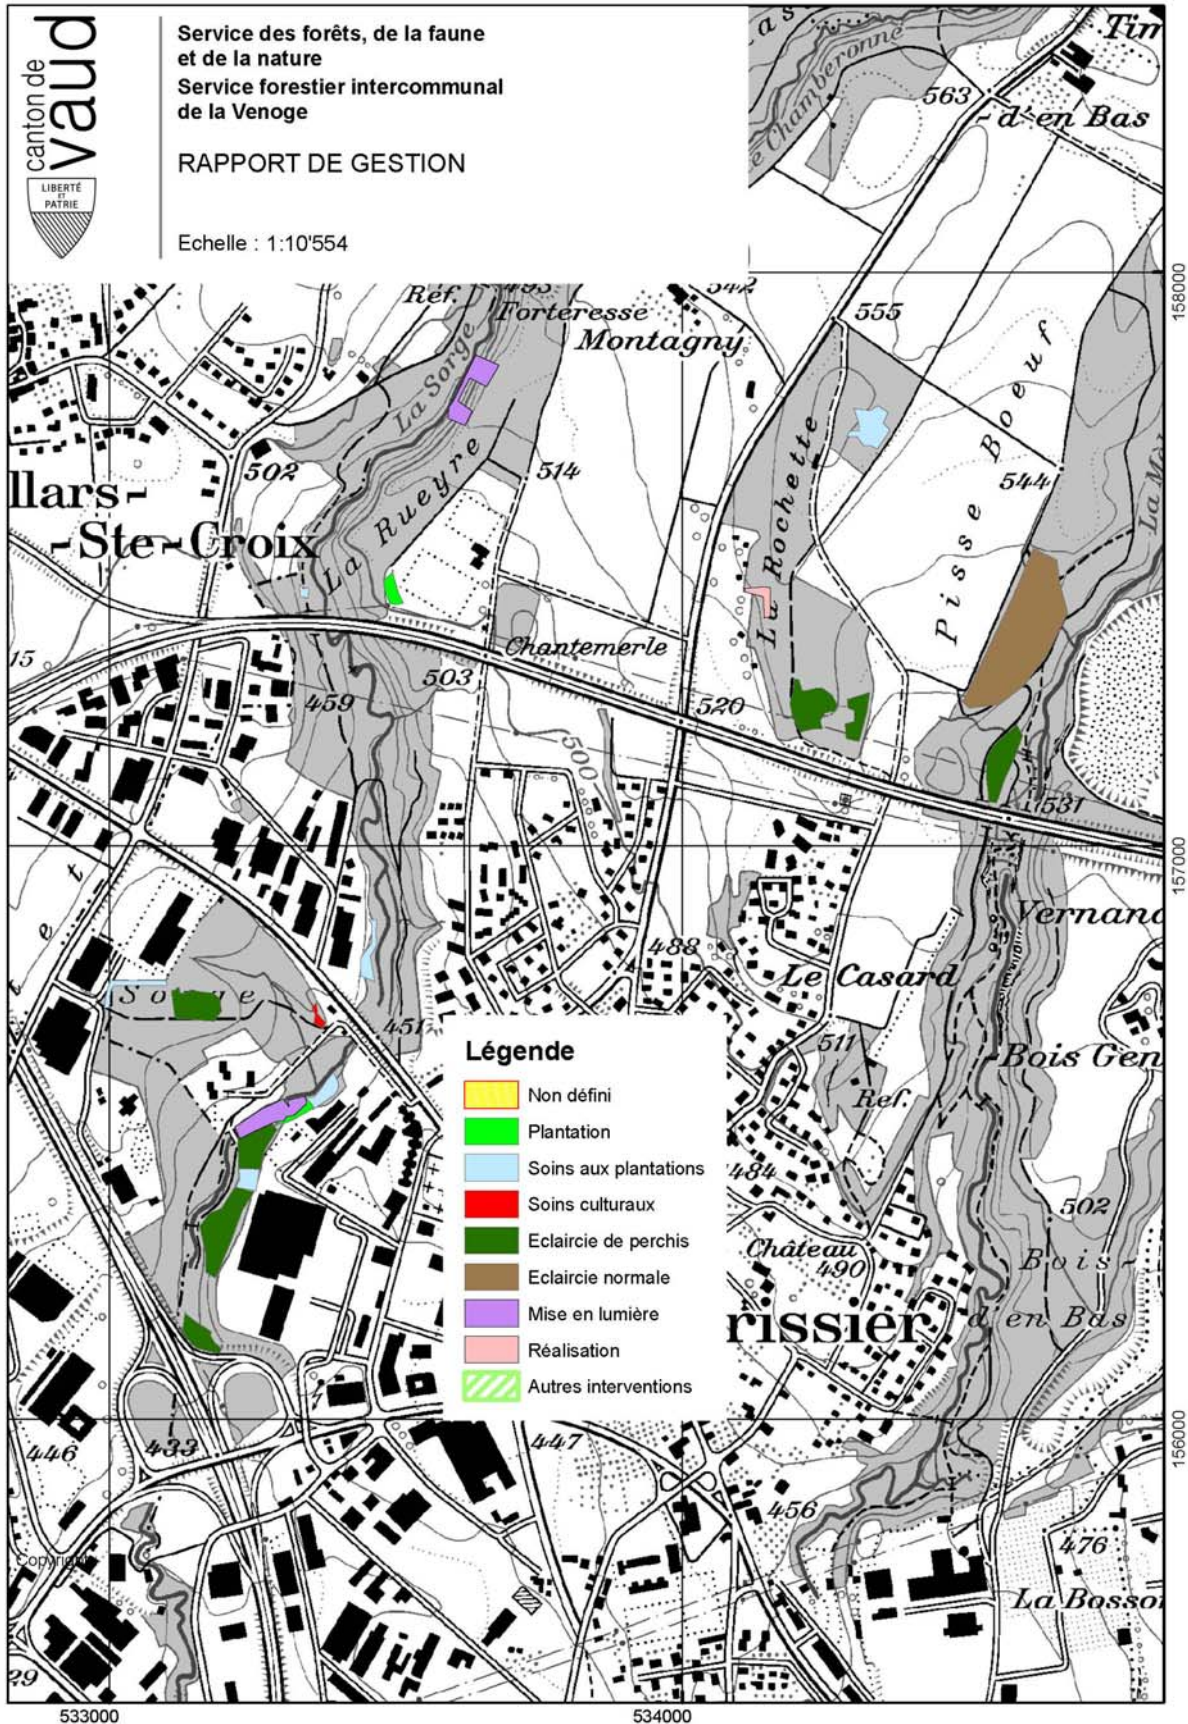 canton de
vaud
LIBERTÉ
ET
PATRIE
Service des forêts, de la faune
et de la nature
Service forestier intercommunal
de la Venoge
RAPPORT DE GESTION
Echelle : 1:10'554
Chamberonne
563
d'en Bas
158000
Ref.
493
Forteresse
Montagny
542
555
La Sorge
502
514
La Rueyre
llars-
-Ste-Croix
La Rochette
Pisse Boeuf
544
15
459
503
Chantemerle
520
500
531
157000
Vernand
488
Le Casard
Sorge
451
511
Ref.
Bois Gen
484
502
Château
490
Bois-
d'en Bas
rissier
Légende
Non défini
Plantation
Soins aux plantations
Soins culturaux
Eclaircie de perchis
Eclaircie normale
Mise en lumière
Réalisation
Autres interventions
156000
446
433
447
456
476
Copyright
La Bosson
29
533000
534000